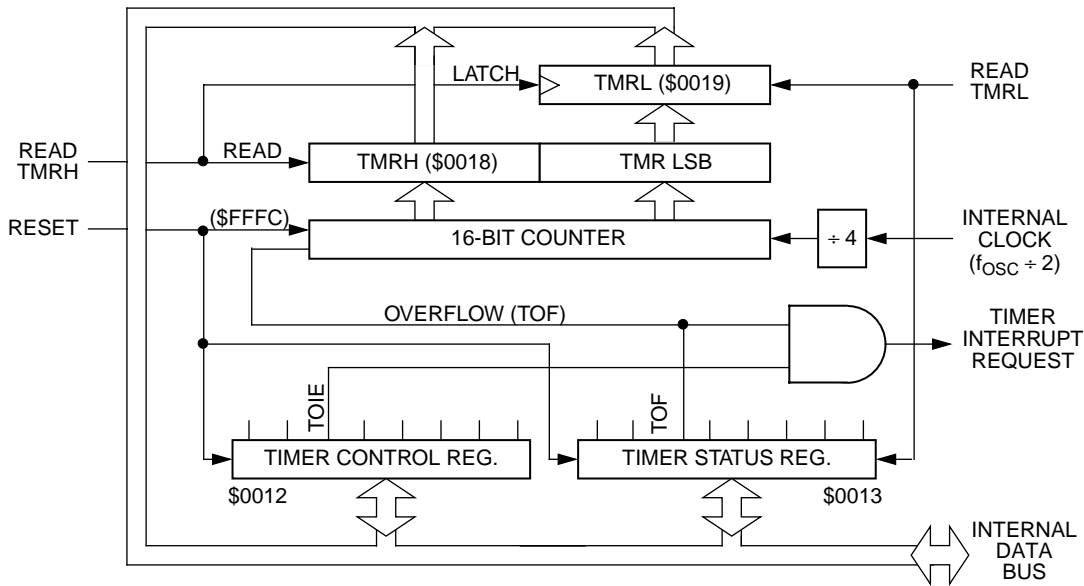 LATCH
TMRL ($0019)
READ
TMRL
READ
TMRH
READ
TMRH ($0018)
TMR LSB
RESET
($FFFC)
16-BIT COUNTER
÷ 4
INTERNAL
CLOCK
(fOSC ÷ 2)
OVERFLOW (TOF)
TIMER
INTERRUPT
REQUEST
TOIE
TOF
TIMER CONTROL REG.
TIMER STATUS REG.
$0012
$0013
INTERNAL
DATA
BUS